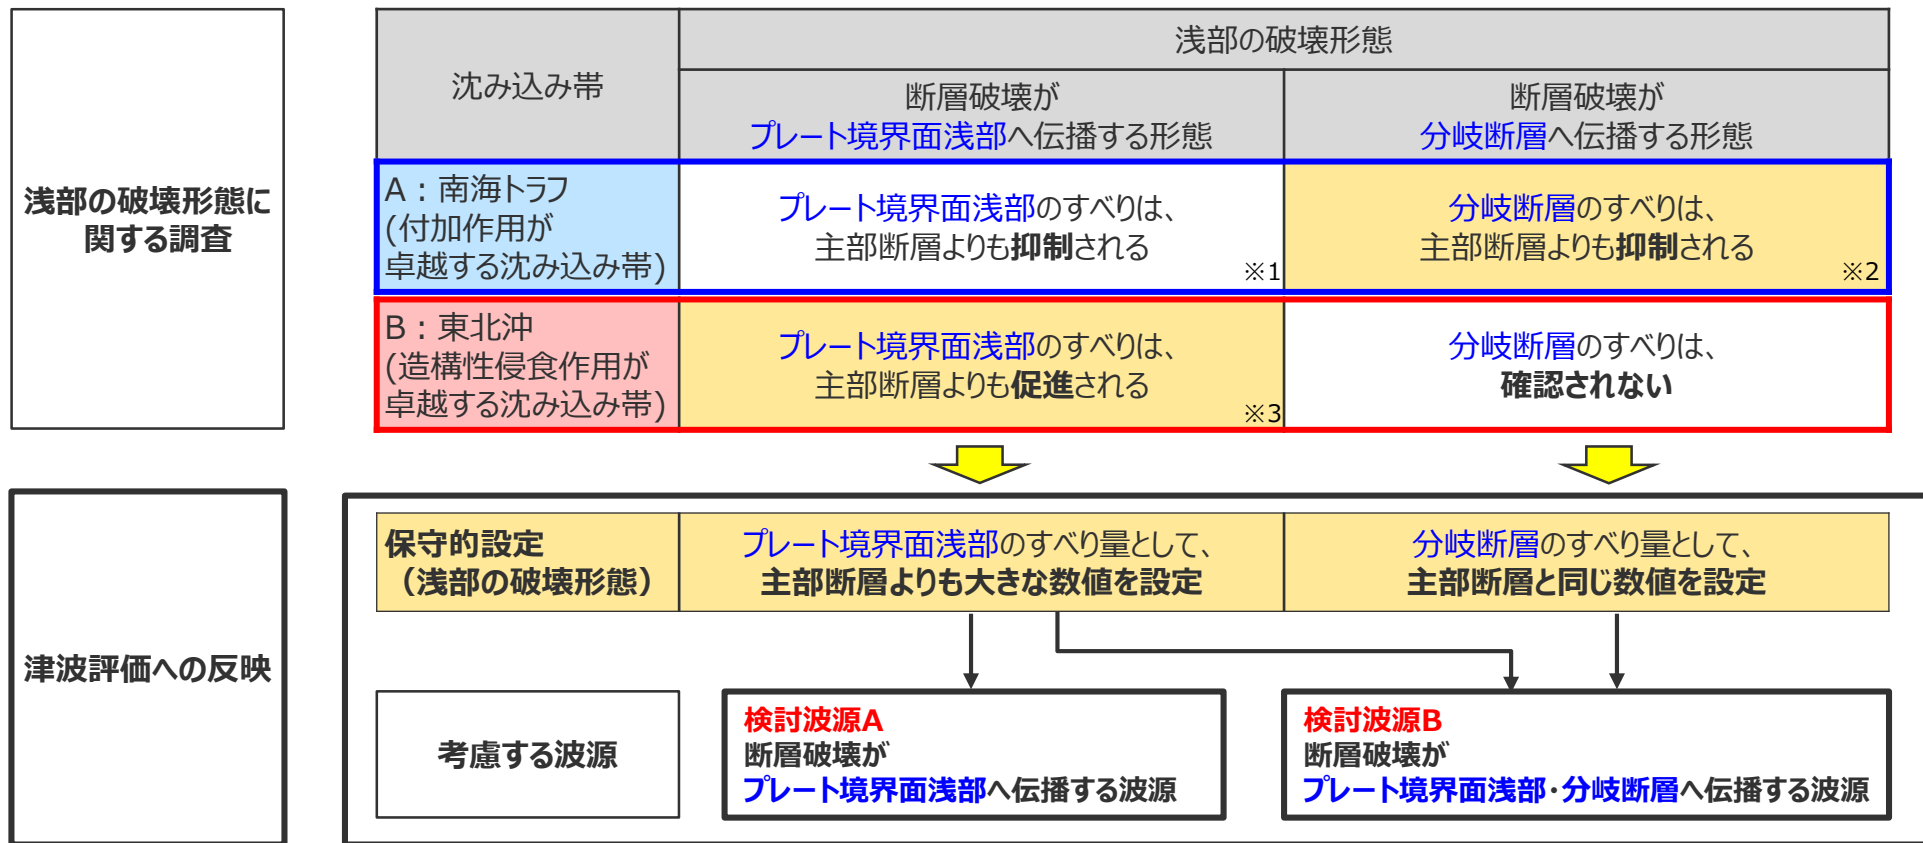 浅部の破壊形態に
関する調査
沈み込み帯
浅部の破壊形態
断層破壊が
プレート境界面浅部へ伝播する形態
断層破壊が
分岐断層へ伝播する形態
A：南海トラフ
(付加作用が
卓越する沈み込み帯)
プレート境界面浅部のすべりは、
主部断層よりも抑制される
※1
分岐断層のすべりは、
主部断層よりも抑制される
※2
B：東北沖
(造構性侵食作用が
卓越する沈み込み帯)
プレート境界面浅部のすべりは、
主部断層よりも促進される
※3
分岐断層のすべりは、
確認されない
津波評価への反映
保守的設定
（浅部の破壊形態）
プレート境界面浅部のすべり量として、
主部断層よりも大きな数値を設定
分岐断層のすべり量として、
主部断層と同じ数値を設定
考慮する波源
検討波源A
断層破壊が
プレート境界面浅部へ伝播する波源
検討波源B
断層破壊が
プレート境界面浅部･分岐断層へ伝播する波源